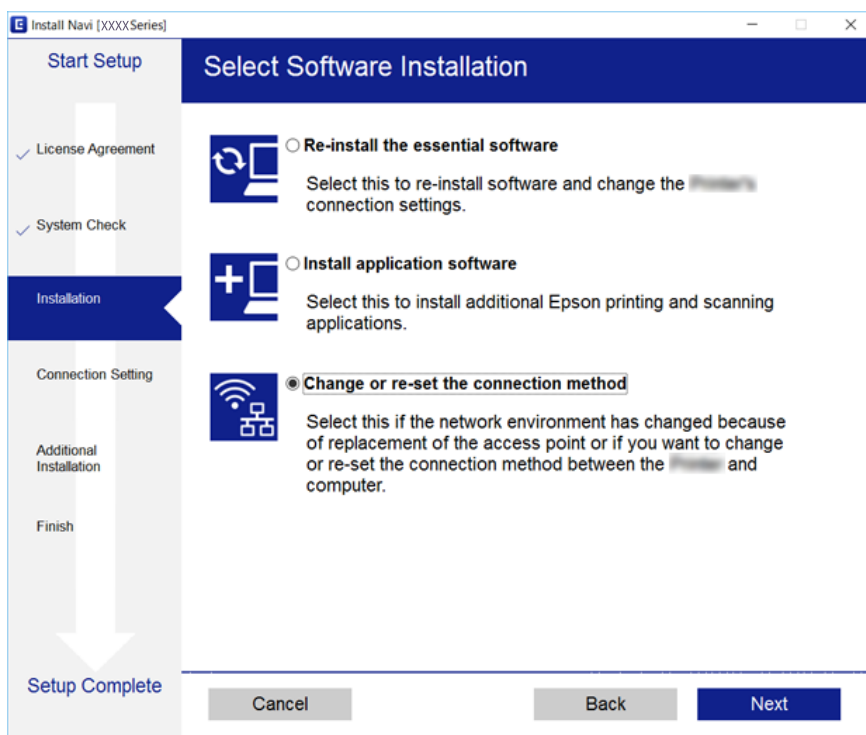 Install Navi [XXXXSeries]
Start Setup
License Agreement
System Check
Installation
Connection Setting
Additional
Installation
Finish
Setup Complete
Select Software Installation
Re-install the essential software
Select this to re-install software and change the
connection settings.
Install application software
Select this to install additional Epson printing and scanning
applications.
Change or re-set the connection method
Select this if the network environment has changed because
of replacement of the access point or if you want to change
or re-set the connection method between the and
computer.
Cancel
Back
Next